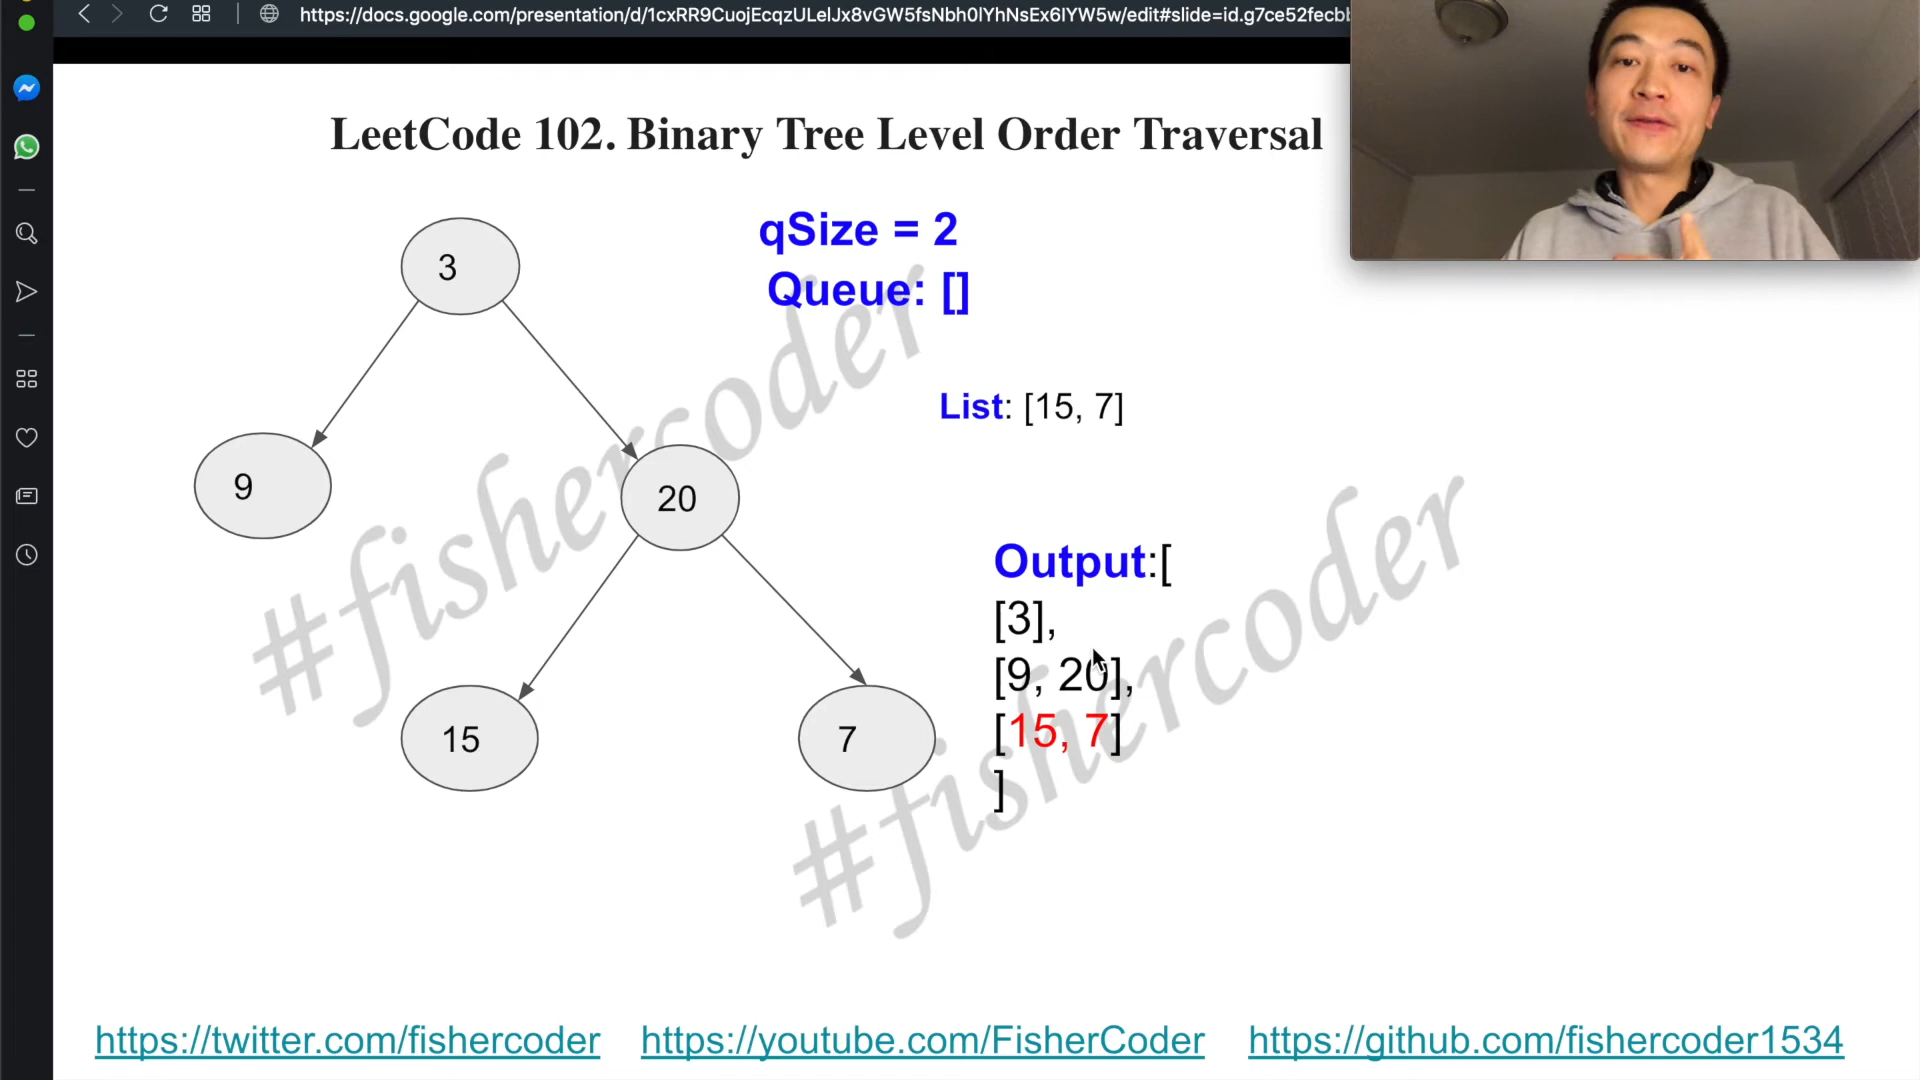 https://docs.google.com/presentation/d/1cxRR9CuojEcqzULelJx8vGW5fsNbh0lYhNsEx6lYW5w/edit#slide=id.g7ce52fecb
LeetCode 102. Binary Tree Level Order Traversal
qSize = 2
Queue: []
3
List: [15, 7]
9
20
Output:[
[3],
[9, 20],
[15, 7]
]
15
7
#fishercoder
#fishercoder
https://twitter.com/fishercoder
https://youtube.com/FisherCoder
https://github.com/fishercoder1534